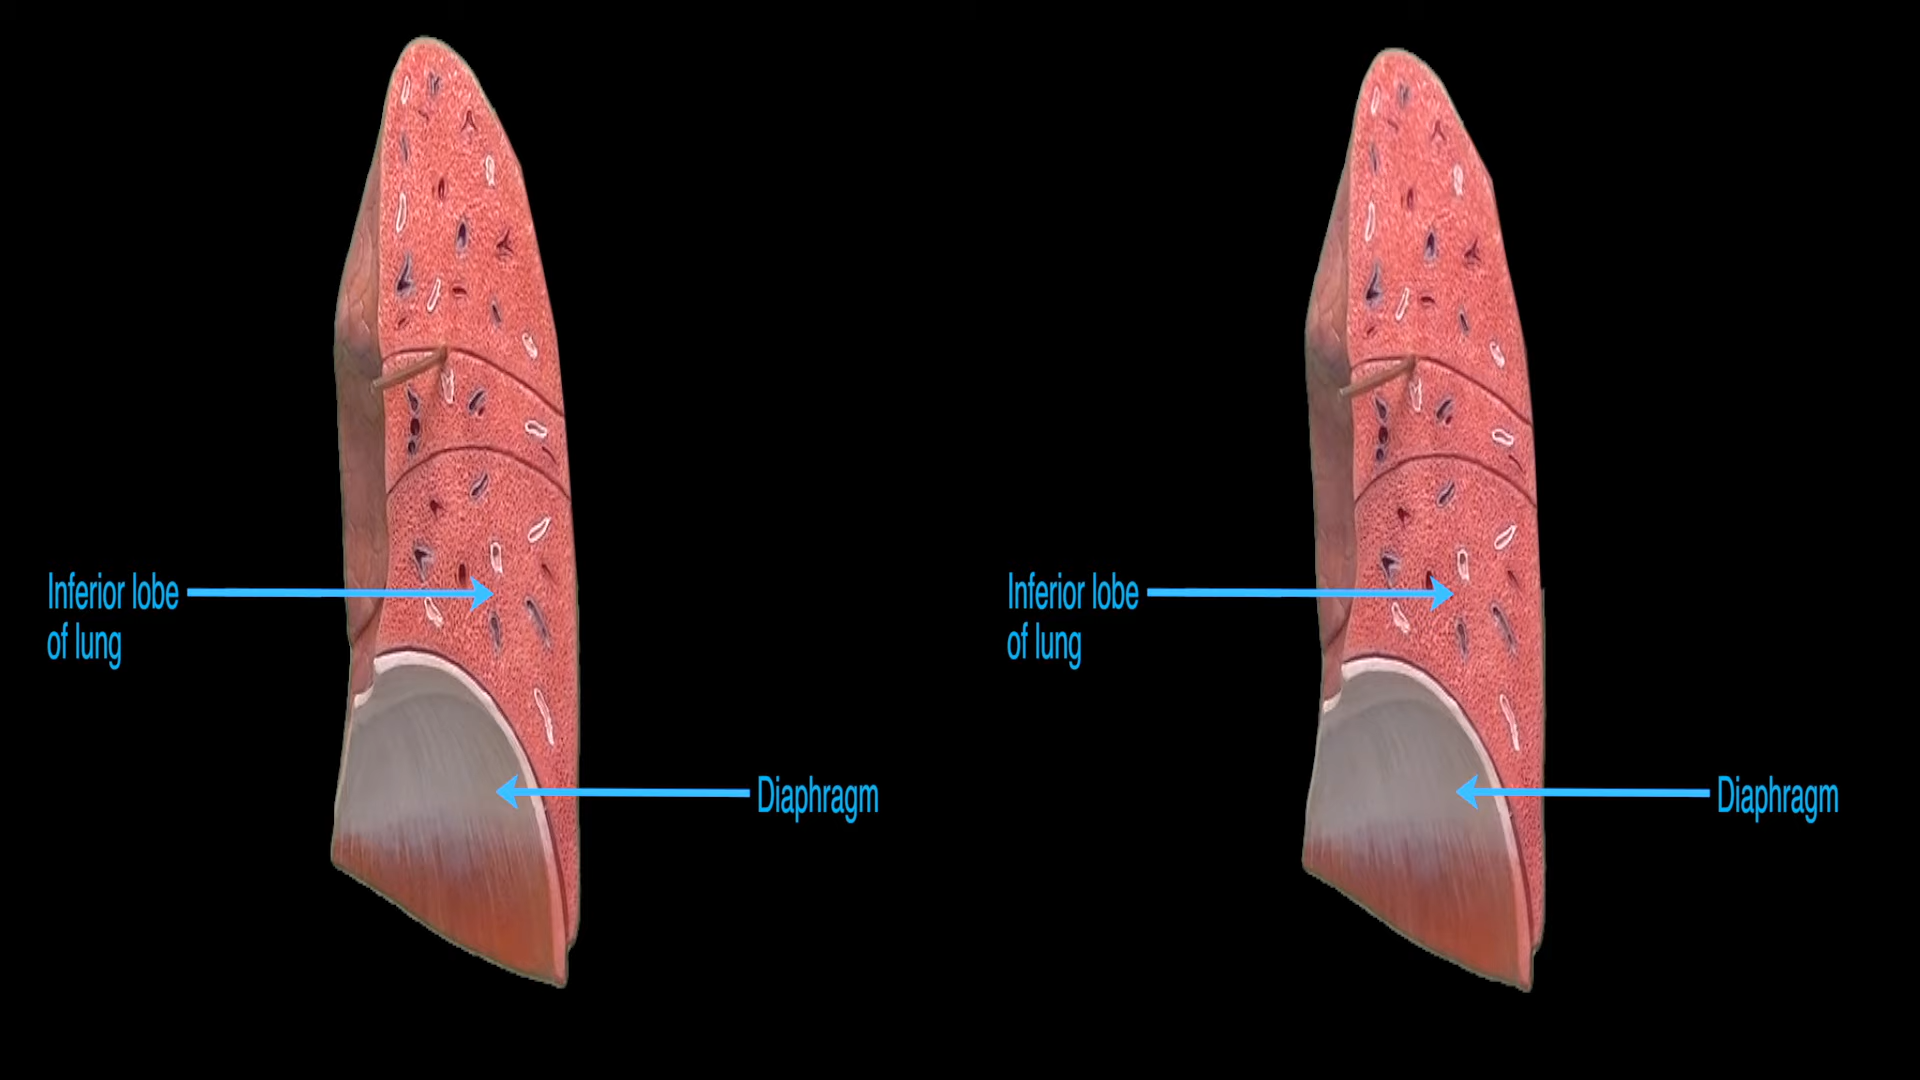 Inferior lobe
of lung
Diaphragm
Inferior lobe
of lung
Diaphragm